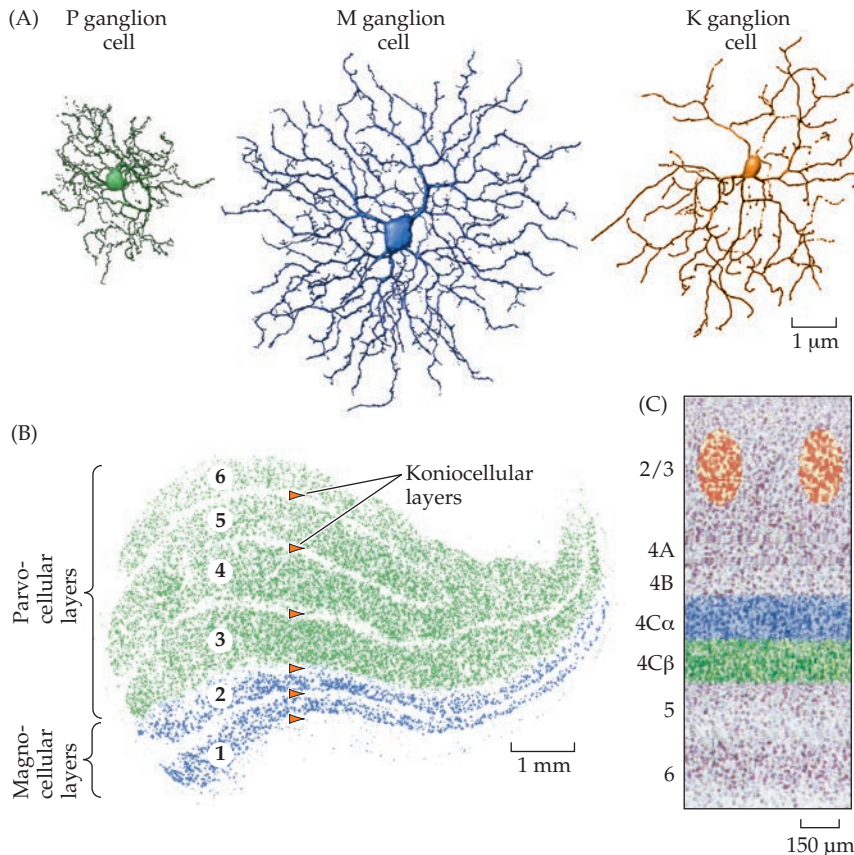 (A)
P ganglion
cell
M ganglion
cell
K ganglion
cell
1 µm
(B)
Koniocellular
layers
Parvo-
cellular
layers
Magno-
cellular
layers
6
5
4
3
2
1
1 mm
(C)
2/3
4A
4B
4Cα
4Cβ
5
6
150 µm